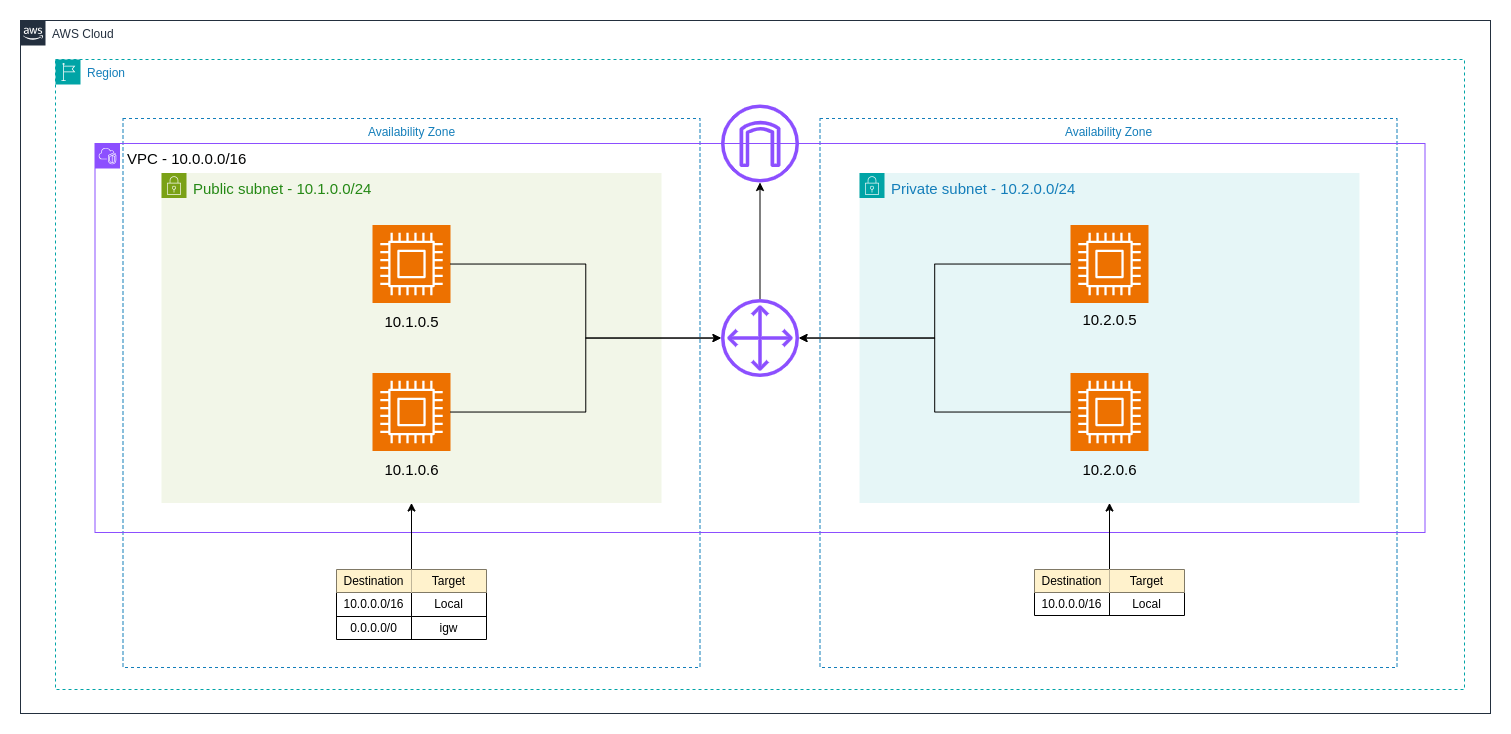 aws
AWS Cloud
Region
Availability Zone
Availability Zone
VPC - 10.0.0.0/16
Public subnet - 10.1.0.0/24
Private subnet - 10.2.0.0/24
10.1.0.5
10.2.0.5
10.1.0.6
10.2.0.6
Destination Target
10.0.0.0/16 Local
0.0.0.0/0 igw
Destination Target
10.0.0.0/16 Local